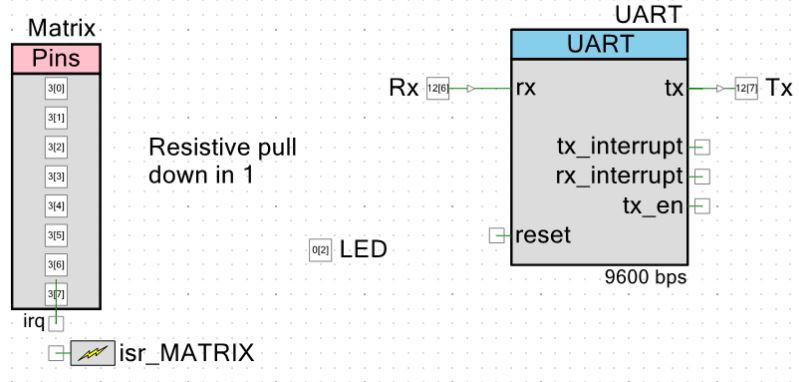 Matrix
Pins
3[0]
3[1]
3[2]
3[3]
3[4]
3[5]
3[6]
3[7]
irq
isr_MATRIX
Resistive pull
down in 1
0[2] LED
UART
UART
Rx 12[6] rx tx 12[7] Tx
tx_interrupt
rx_interrupt
tx_en
reset
9600 bps